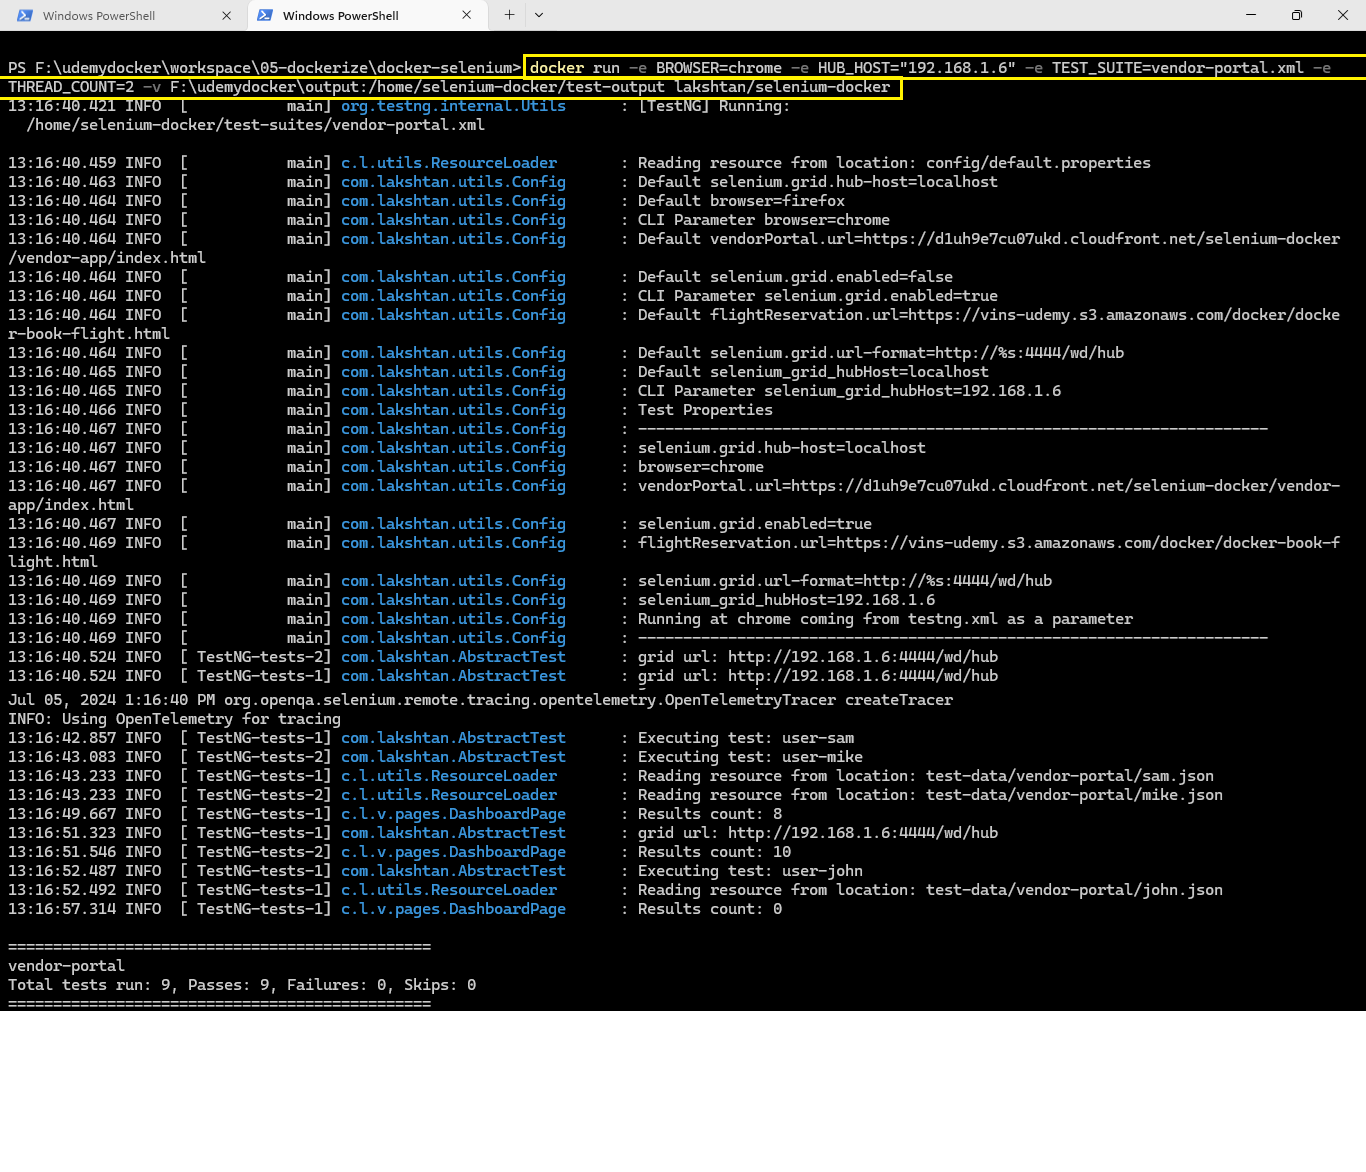 Windows PowerShell
Windows PowerShell
PS F:\udemydocker\workspace\05-dockerize\docker-selenium> docker run -e BROWSER=chrome -e HUB_HOST="192.168.1.6" -e TEST_SUITE=vendor-portal.xml -e
THREAD_COUNT=2 -v F:\udemydocker\output:/home/selenium-docker/test-output lakshtan/selenium-docker
13:16:40.421 INFO  [           main] org.testng.internal.Utils      : [TestNG] Running:
  /home/selenium-docker/test-suites/vendor-portal.xml
13:16:40.459 INFO  [           main] c.l.utils.ResourceLoader       : Reading resource from location: config/default.properties
13:16:40.463 INFO  [           main] com.lakshtan.utils.Config      : Default selenium.grid.hub-host=localhost
13:16:40.464 INFO  [           main] com.lakshtan.utils.Config      : Default browser=firefox
13:16:40.464 INFO  [           main] com.lakshtan.utils.Config      : CLI Parameter browser=chrome
13:16:40.464 INFO  [           main] com.lakshtan.utils.Config      : Default vendorPortal.url=https://d1uh9e7cu07ukd.cloudfront.net/selenium-docker
/vendor-app/index.html
13:16:40.464 INFO  [           main] com.lakshtan.utils.Config      : Default selenium.grid.enabled=false
13:16:40.464 INFO  [           main] com.lakshtan.utils.Config      : CLI Parameter selenium.grid.enabled=true
13:16:40.464 INFO  [           main] com.lakshtan.utils.Config      : Default flightReservation.url=https://vins-udemy.s3.amazonaws.com/docker/docke
r-book-flight.html
13:16:40.464 INFO  [           main] com.lakshtan.utils.Config      : Default selenium.grid.url-format=http://%s:4444/wd/hub
13:16:40.465 INFO  [           main] com.lakshtan.utils.Config      : Default selenium_grid_hubHost=localhost
13:16:40.465 INFO  [           main] com.lakshtan.utils.Config      : CLI Parameter selenium_grid_hubHost=192.168.1.6
13:16:40.466 INFO  [           main] com.lakshtan.utils.Config      : Test Properties
13:16:40.467 INFO  [           main] com.lakshtan.utils.Config      : ----------------------------------------------------------------------
13:16:40.467 INFO  [           main] com.lakshtan.utils.Config      : selenium.grid.hub-host=localhost
13:16:40.467 INFO  [           main] com.lakshtan.utils.Config      : browser=chrome
13:16:40.467 INFO  [           main] com.lakshtan.utils.Config      : vendorPortal.url=https://d1uh9e7cu07ukd.cloudfront.net/selenium-docker/vendor-
app/index.html
13:16:40.467 INFO  [           main] com.lakshtan.utils.Config      : selenium.grid.enabled=true
13:16:40.469 INFO  [           main] com.lakshtan.utils.Config      : flightReservation.url=https://vins-udemy.s3.amazonaws.com/docker/docker-book-f
light.html
13:16:40.469 INFO  [           main] com.lakshtan.utils.Config      : selenium.grid.url-format=http://%s:4444/wd/hub
13:16:40.469 INFO  [           main] com.lakshtan.utils.Config      : selenium_grid_hubHost=192.168.1.6
13:16:40.469 INFO  [           main] com.lakshtan.utils.Config      : Running at chrome coming from testng.xml as a parameter
13:16:40.469 INFO  [           main] com.lakshtan.utils.Config      : ----------------------------------------------------------------------
13:16:40.524 INFO  [ TestNG-tests-2] com.lakshtan.AbstractTest      : grid url: http://192.168.1.6:4444/wd/hub
13:16:40.524 INFO  [ TestNG-tests-1] com.lakshtan.AbstractTest      : grid url: http://192.168.1.6:4444/wd/hub
Jul 05, 2024 1:16:40 PM org.openqa.selenium.remote.tracing.opentelemetry.OpenTelemetryTracer createTracer
INFO: Using OpenTelemetry for tracing
13:16:42.857 INFO  [ TestNG-tests-1] com.lakshtan.AbstractTest      : Executing test: user-sam
13:16:43.083 INFO  [ TestNG-tests-2] com.lakshtan.AbstractTest      : Executing test: user-mike
13:16:43.233 INFO  [ TestNG-tests-1] c.l.utils.ResourceLoader       : Reading resource from location: test-data/vendor-portal/sam.json
13:16:43.233 INFO  [ TestNG-tests-2] c.l.utils.ResourceLoader       : Reading resource from location: test-data/vendor-portal/mike.json
13:16:49.667 INFO  [ TestNG-tests-1] c.l.v.pages.DashboardPage      : Results count: 8
13:16:51.323 INFO  [ TestNG-tests-1] com.lakshtan.AbstractTest      : grid url: http://192.168.1.6:4444/wd/hub
13:16:51.546 INFO  [ TestNG-tests-2] c.l.v.pages.DashboardPage      : Results count: 10
13:16:52.487 INFO  [ TestNG-tests-1] com.lakshtan.AbstractTest      : Executing test: user-john
13:16:52.492 INFO  [ TestNG-tests-1] c.l.utils.ResourceLoader       : Reading resource from location: test-data/vendor-portal/john.json
13:16:57.314 INFO  [ TestNG-tests-1] c.l.v.pages.DashboardPage      : Results count: 0
===============================================
vendor-portal
Total tests run: 9, Passes: 9, Failures: 0, Skips: 0
===============================================